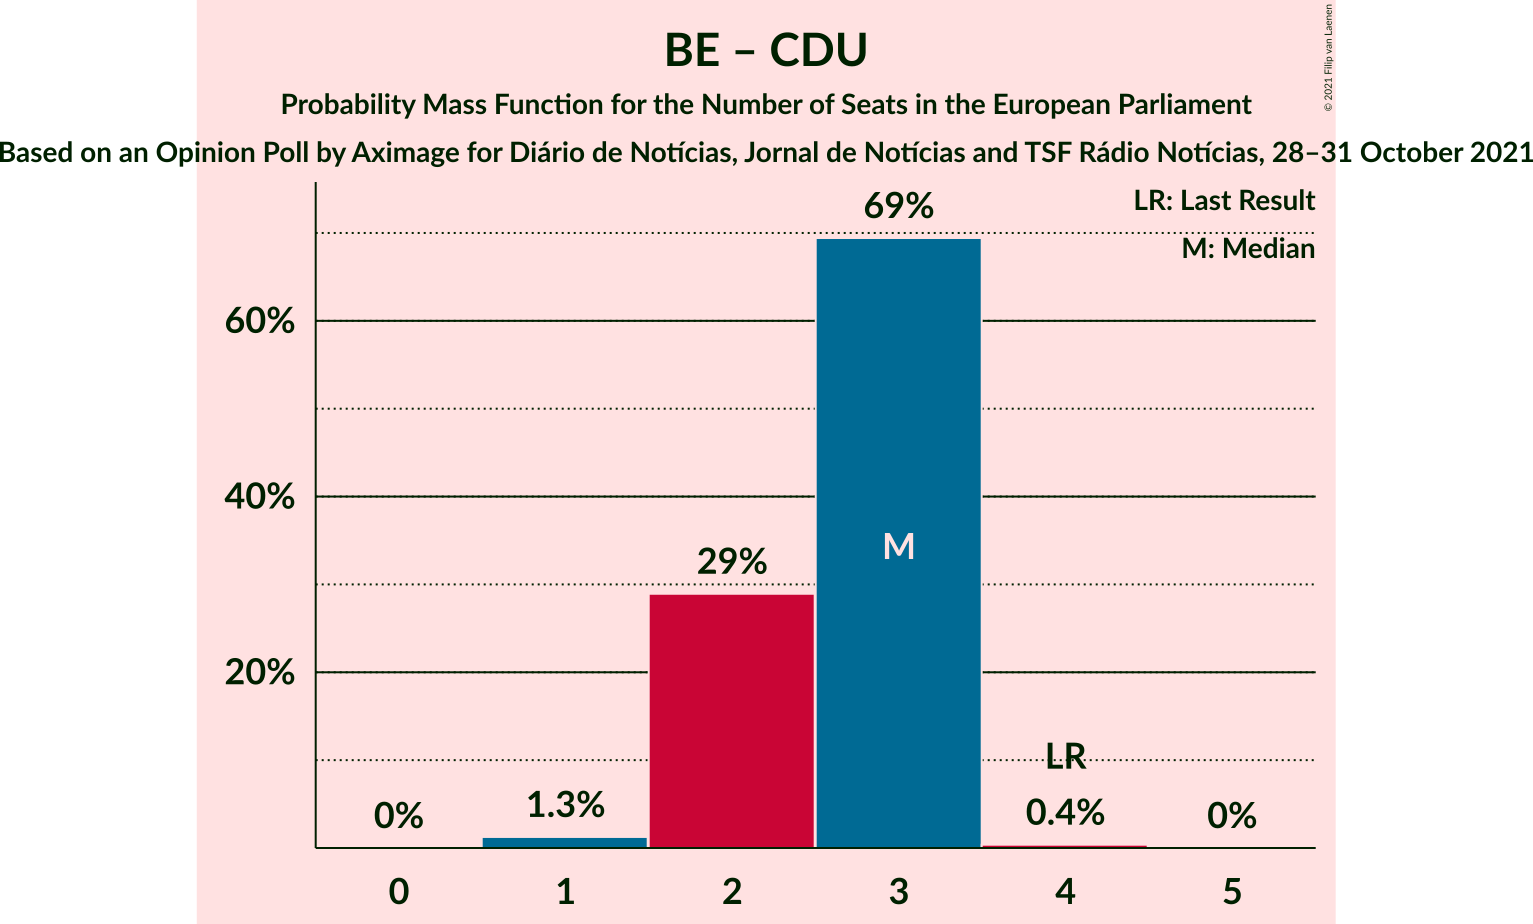 BE – CDU
Probability Mass Function for the Number of Seats in the European Parliament
Based on an Opinion Poll by Aximage for Diário de Notícias, Jornal de Notícias and TSF Rádio Notícias, 28–31 October 2021
© 2021 Filip van Laenen
LR: Last Result
M: Median
69%
60%
40%
M
29%
20%
LR
0%
1.3%
0.4%
0%
0 1 2 3 4 5